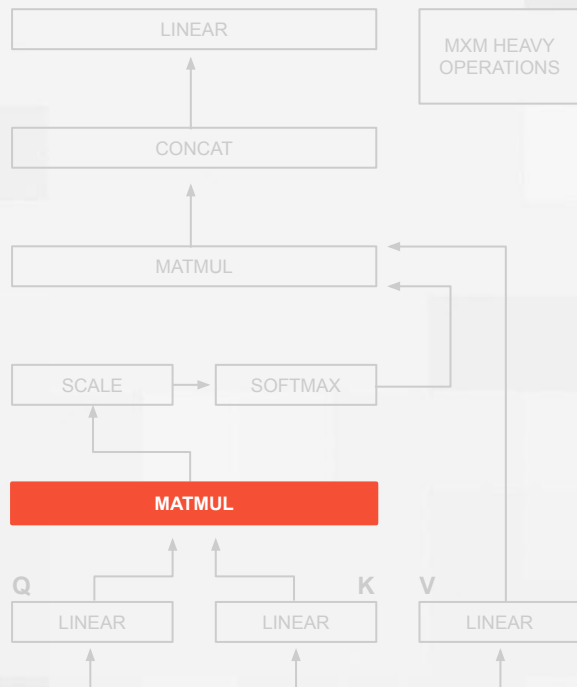 LINEAR
MXM HEAVY
OPERATIONS
CONCAT
MATMUL
SCALE
SOFTMAX
MATMUL
Q
K
V
LINEAR
LINEAR
LINEAR